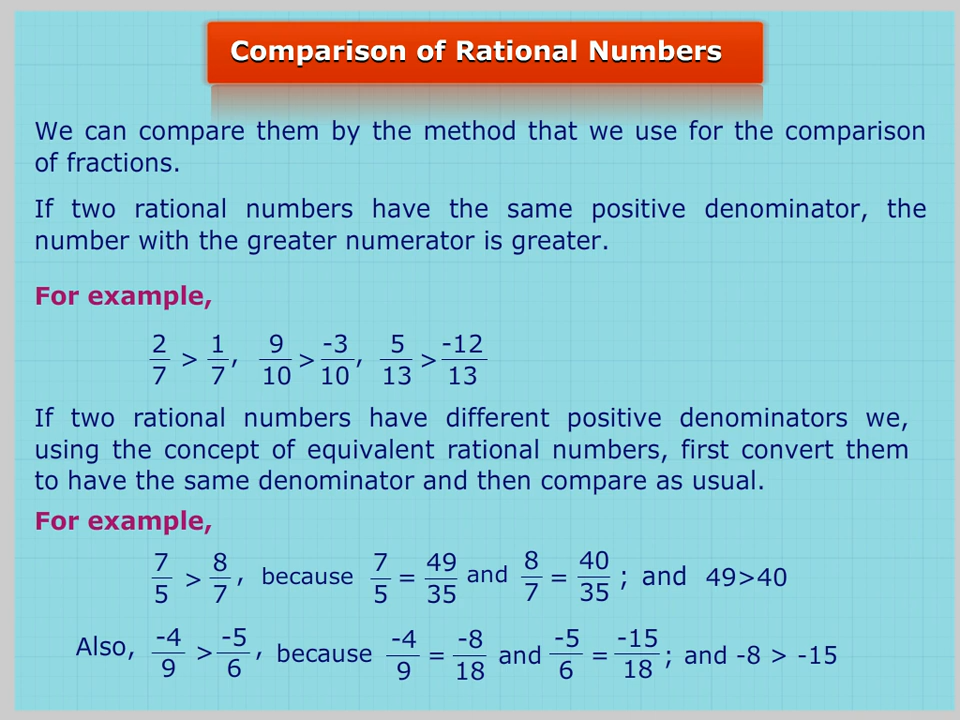 Comparison of Rational Numbers
We can compare them by the method that we use for the comparison
of fractions.
If two rational numbers have the same positive denominator, the
number with the greater numerator is greater.
For example,
2/7 > 1/7, 9/10 > -3/10, 5/13 > -12/13
If two rational numbers have different positive denominators we,
using the concept of equivalent rational numbers, first convert them
to have the same denominator and then compare as usual.
For example,
7/5 > 8/7, because 7/5 = 49/35 and 8/7 = 40/35 ; and 49>40
Also, -4/9 > -5/6, because -4/9 = -8/18 and -5/6 = -15/18 ; and -8 > -15